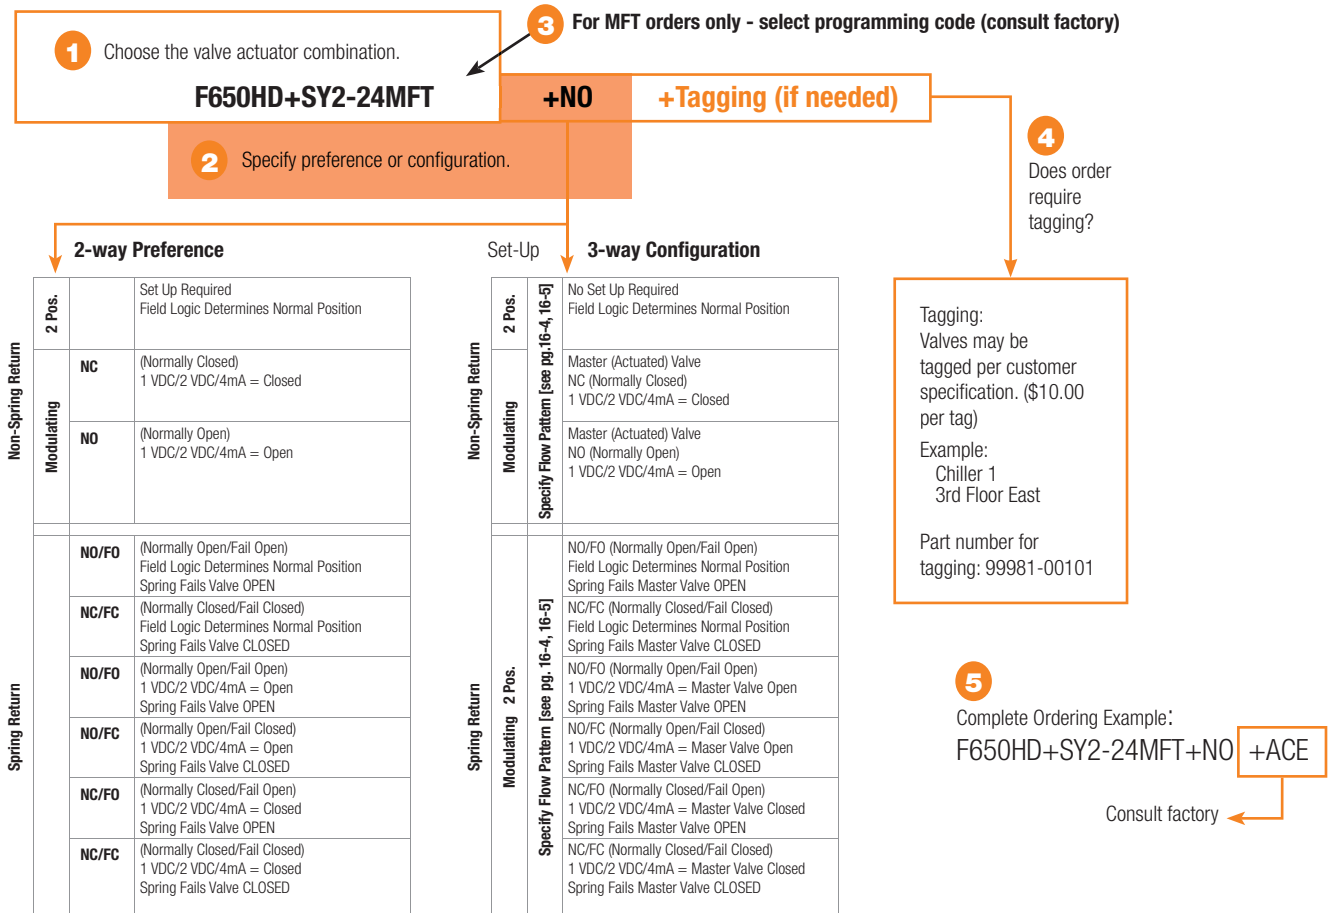 3 For MFT orders only - select programming code (consult factory)
1 Choose the valve actuator combination.
F650HD+SY2-24MFT +NO +Tagging (if needed)
2 Specify preference or configuration.
4
Does order
require
tagging?
2-way Preference
Non-Spring Return
2 Pos.
Set Up Required
Field Logic Determines Normal Position
Modulating
NC
(Normally Closed)
1 VDC/2 VDC/4mA = Closed
NO
(Normally Open)
1 VDC/2 VDC/4mA = Open
Spring Return
NO/FO
(Normally Open/Fail Open)
Field Logic Determines Normal Position
Spring Fails Valve OPEN
NC/FC
(Normally Closed/Fail Closed)
Field Logic Determines Normal Position
Spring Fails Valve CLOSED
NO/FO
(Normally Open/Fail Open)
1 VDC/2 VDC/4mA = Open
Spring Fails Valve OPEN
NO/FC
(Normally Open/Fail Closed)
1 VDC/2 VDC/4mA = Open
Spring Fails Valve CLOSED
NC/FO
(Normally Closed/Fail Open)
1 VDC/2 VDC/4mA = Closed
Spring Fails Valve OPEN
NC/FC
(Normally Closed/Fail Closed)
1 VDC/2 VDC/4mA = Closed
Spring Fails Valve CLOSED
Set-Up 3-way Configuration
Non-Spring Return
2 Pos.
Modulating
Specify Flow Pattern [see pg.16-4, 16-5]
No Set Up Required
Field Logic Determines Normal Position
Master (Actuated) Valve
NC (Normally Closed)
1 VDC/2 VDC/4mA = Closed
Master (Actuated) Valve
NO (Normally Open)
1 VDC/2 VDC/4mA = Open
Spring Return
Modulating 2 Pos.
Specify Flow Pattern [see pg. 16-4, 16-5]
NO/FO (Normally Open/Fail Open)
Field Logic Determines Normal Position
Spring Fails Master Valve OPEN
NC/FC (Normally Closed/Fail Closed)
Field Logic Determines Normal Position
Spring Fails Master Valve CLOSED
NO/FO (Normally Open/Fail Open)
1 VDC/2 VDC/4mA = Master Valve Open
Spring Fails Master Valve OPEN
NO/FC (Normally Open/Fail Closed)
1 VDC/2 VDC/4mA = Maser Valve Open
Spring Fails Master Valve CLOSED
NC/FO (Normally Closed/Fail Open)
1 VDC/2 VDC/4mA = Master Valve Closed
Spring Fails Master Valve OPEN
NC/FC (Normally Closed/Fail Closed)
1 VDC/2 VDC/4mA = Master Valve Closed
Spring Fails Master Valve CLOSED
Tagging:
Valves may be
tagged per customer
specification. ($10.00
per tag)
Example:
Chiller 1
3rd Floor East
Part number for
tagging: 99981-00101
5
Complete Ordering Example:
F650HD+SY2-24MFT+NO +ACE
Consult factory